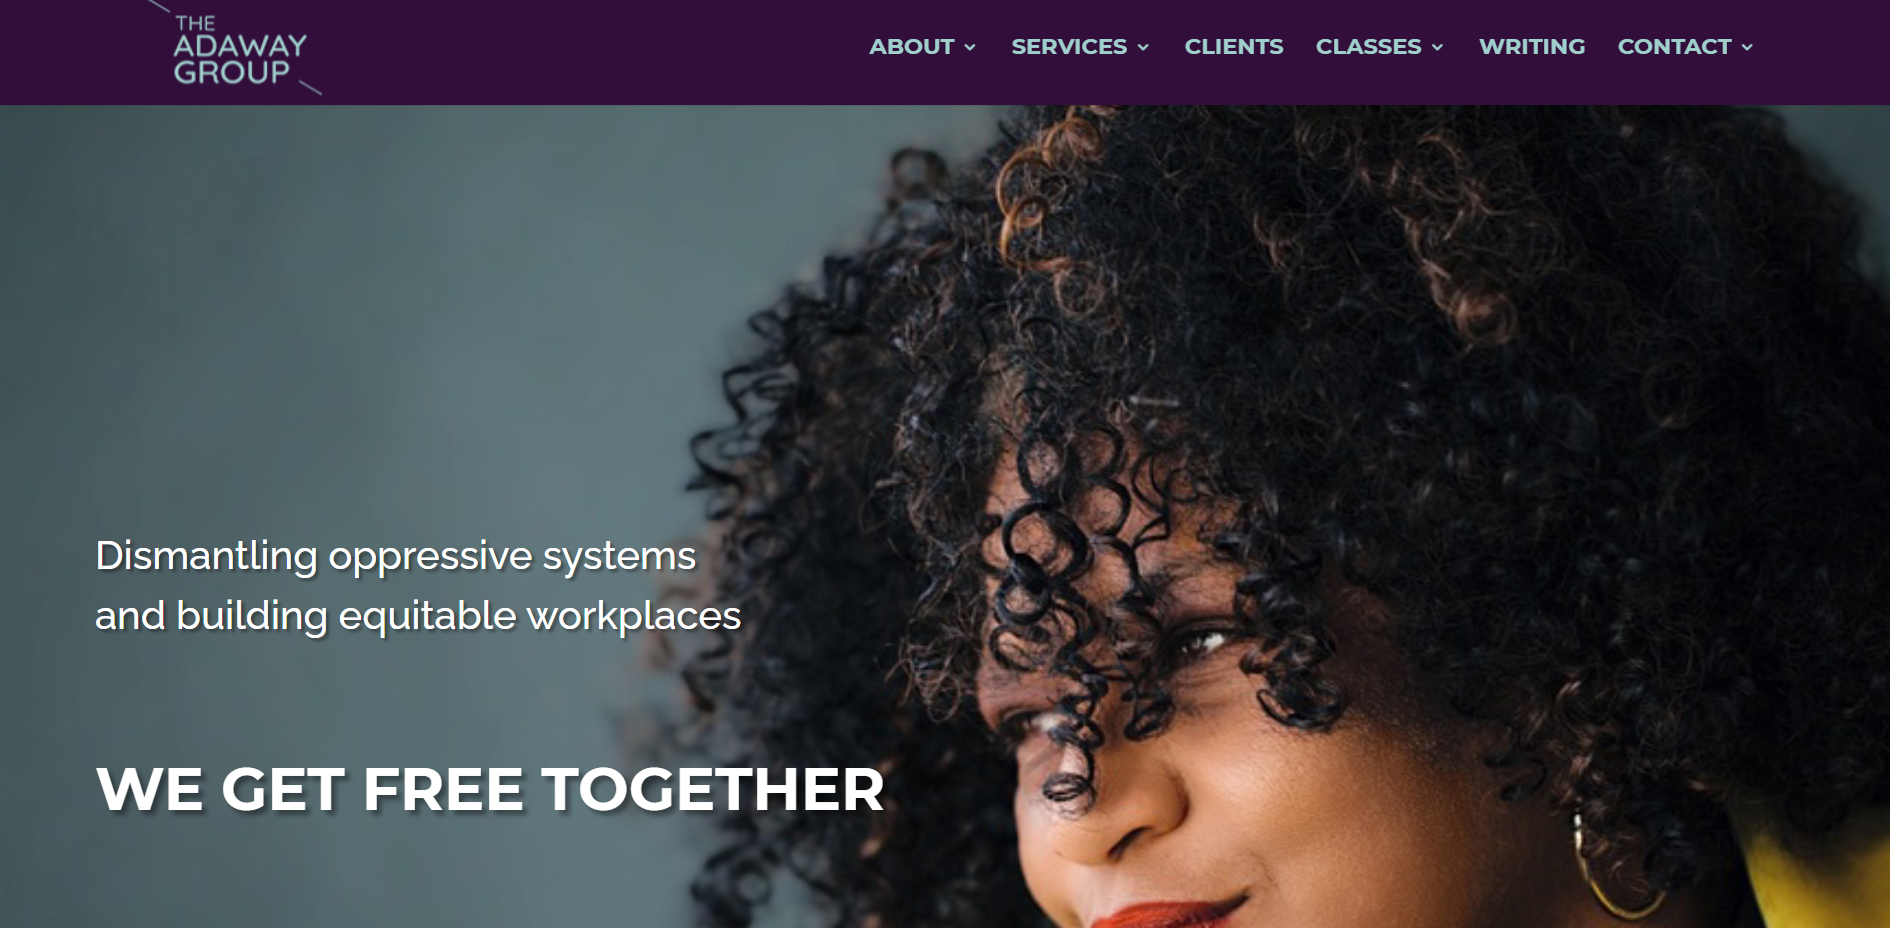 THE
ADAWAY
GROUP
ABOUT SERVICES CLIENTS CLASSES WRITING CONTACT
Dismantling oppressive systems
and building equitable workplaces
WE GET FREE TOGETHER